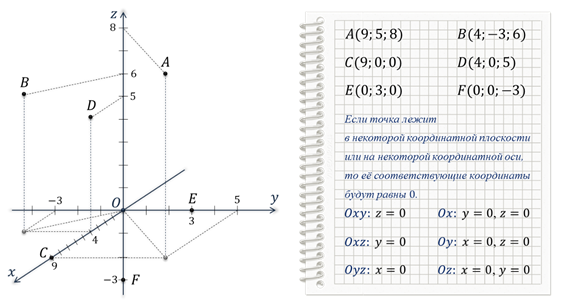 z
8
A
B
6
D
5
−3
O
E
5
y
3
4
C
9
x
−3
F
A(9; 5; 8) B(4; −3; 6)
C(9; 0; 0) D(4; 0; 5)
E(0; 3; 0) F(0; 0; −3)
Если точка лежит
в некоторой координатной плоскости
или на некоторой координатной оси,
то её соответствующие координаты
будут равны 0.
Oxy: z = 0 Ox: y = 0, z = 0
Oxz: y = 0 Oy: x = 0, z = 0
Oyz: x = 0 Oz: x = 0, y = 0